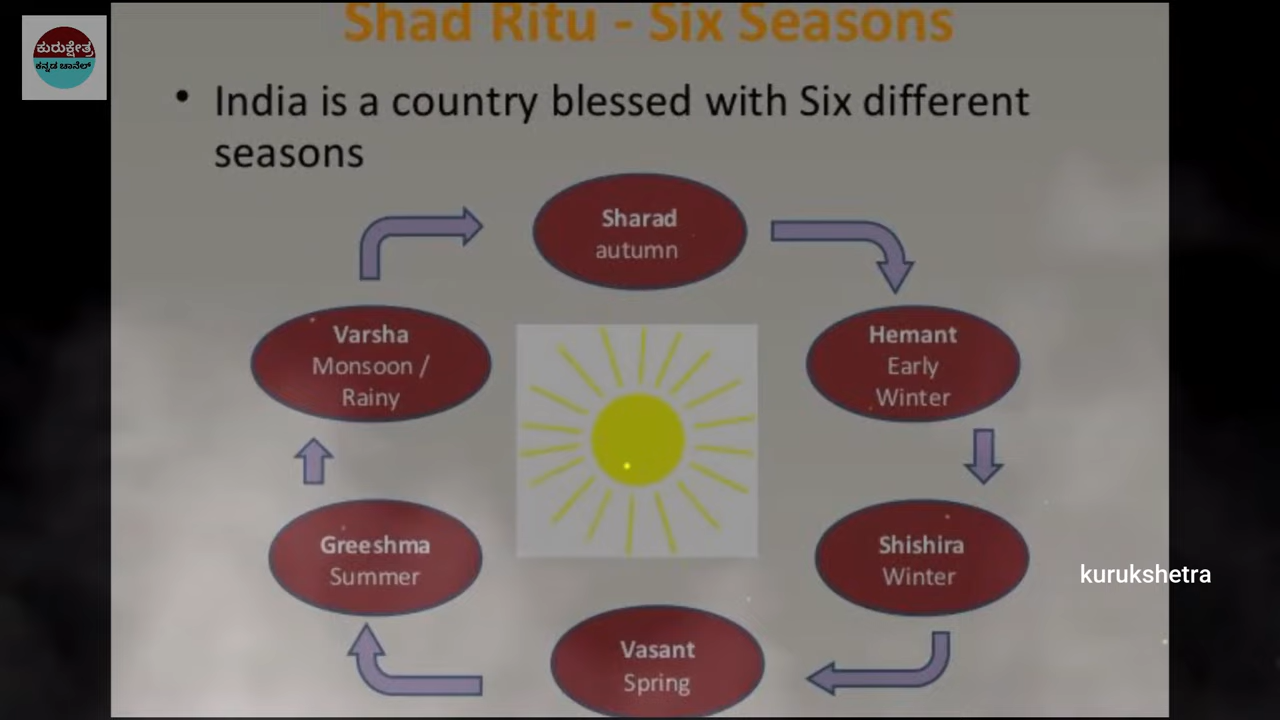 ಕುರುಕ್ಷೇತ್ರ
ಕನ್ನಡ ಚಾನೆಲ್
Shad Ritu - Six Seasons
• India is a country blessed with Six different
seasons
Sharad
autumn
Hemant
Early
Winter
Shishira
Winter
Vasant
Spring
Greeshma
Summer
Varsha
Monsoon /
Rainy
kurukshetra